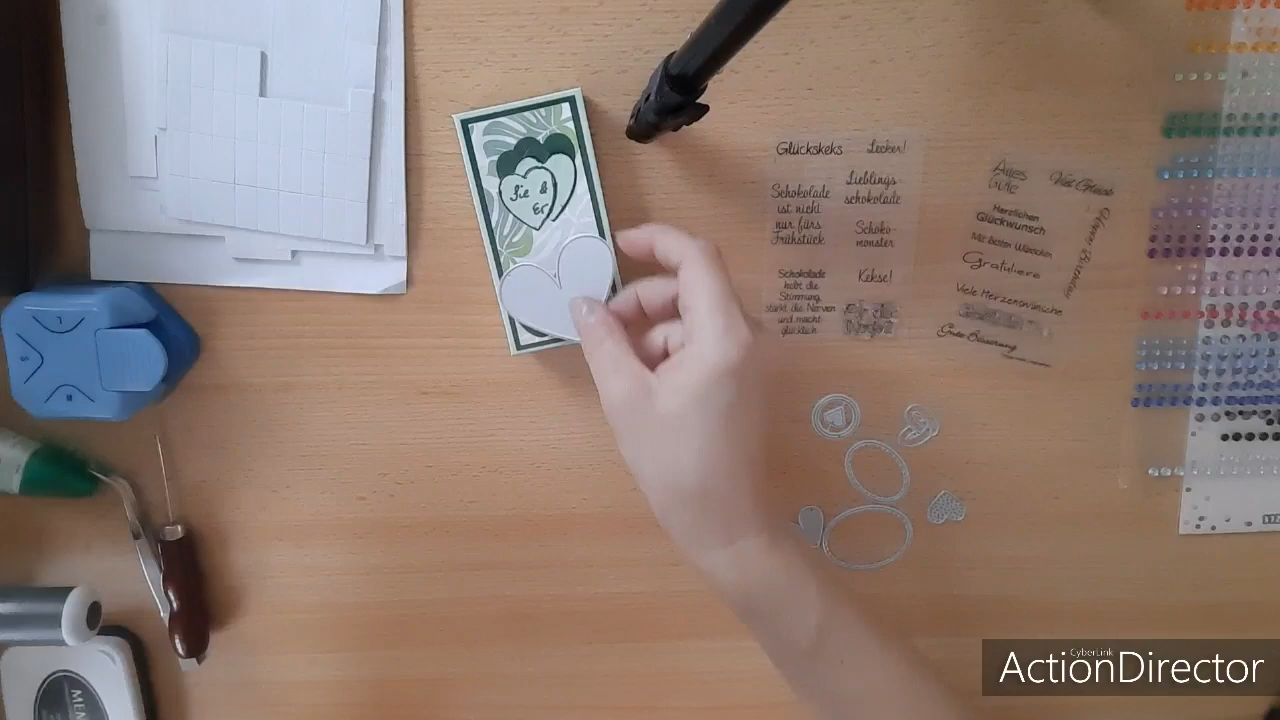 Sie &
Er
Glückskeks
Lecker!
Schokolade
ist nicht
nur fürs
Frühstück
Lieblings-
schokolade
Schoko-
monster
Schokolade
hebt die
Stimmung,
stärkt die Nerven
und macht
glücklich
Kekse!
Alles
Gute
Viel Glück
Herzlichen
Glückwunsch
Mit besten Wünschen
Gratuliere
Viele Herzenswünsche
Gute Besserung
Happy Birthday
MEM
CyberLink
ActionDirector